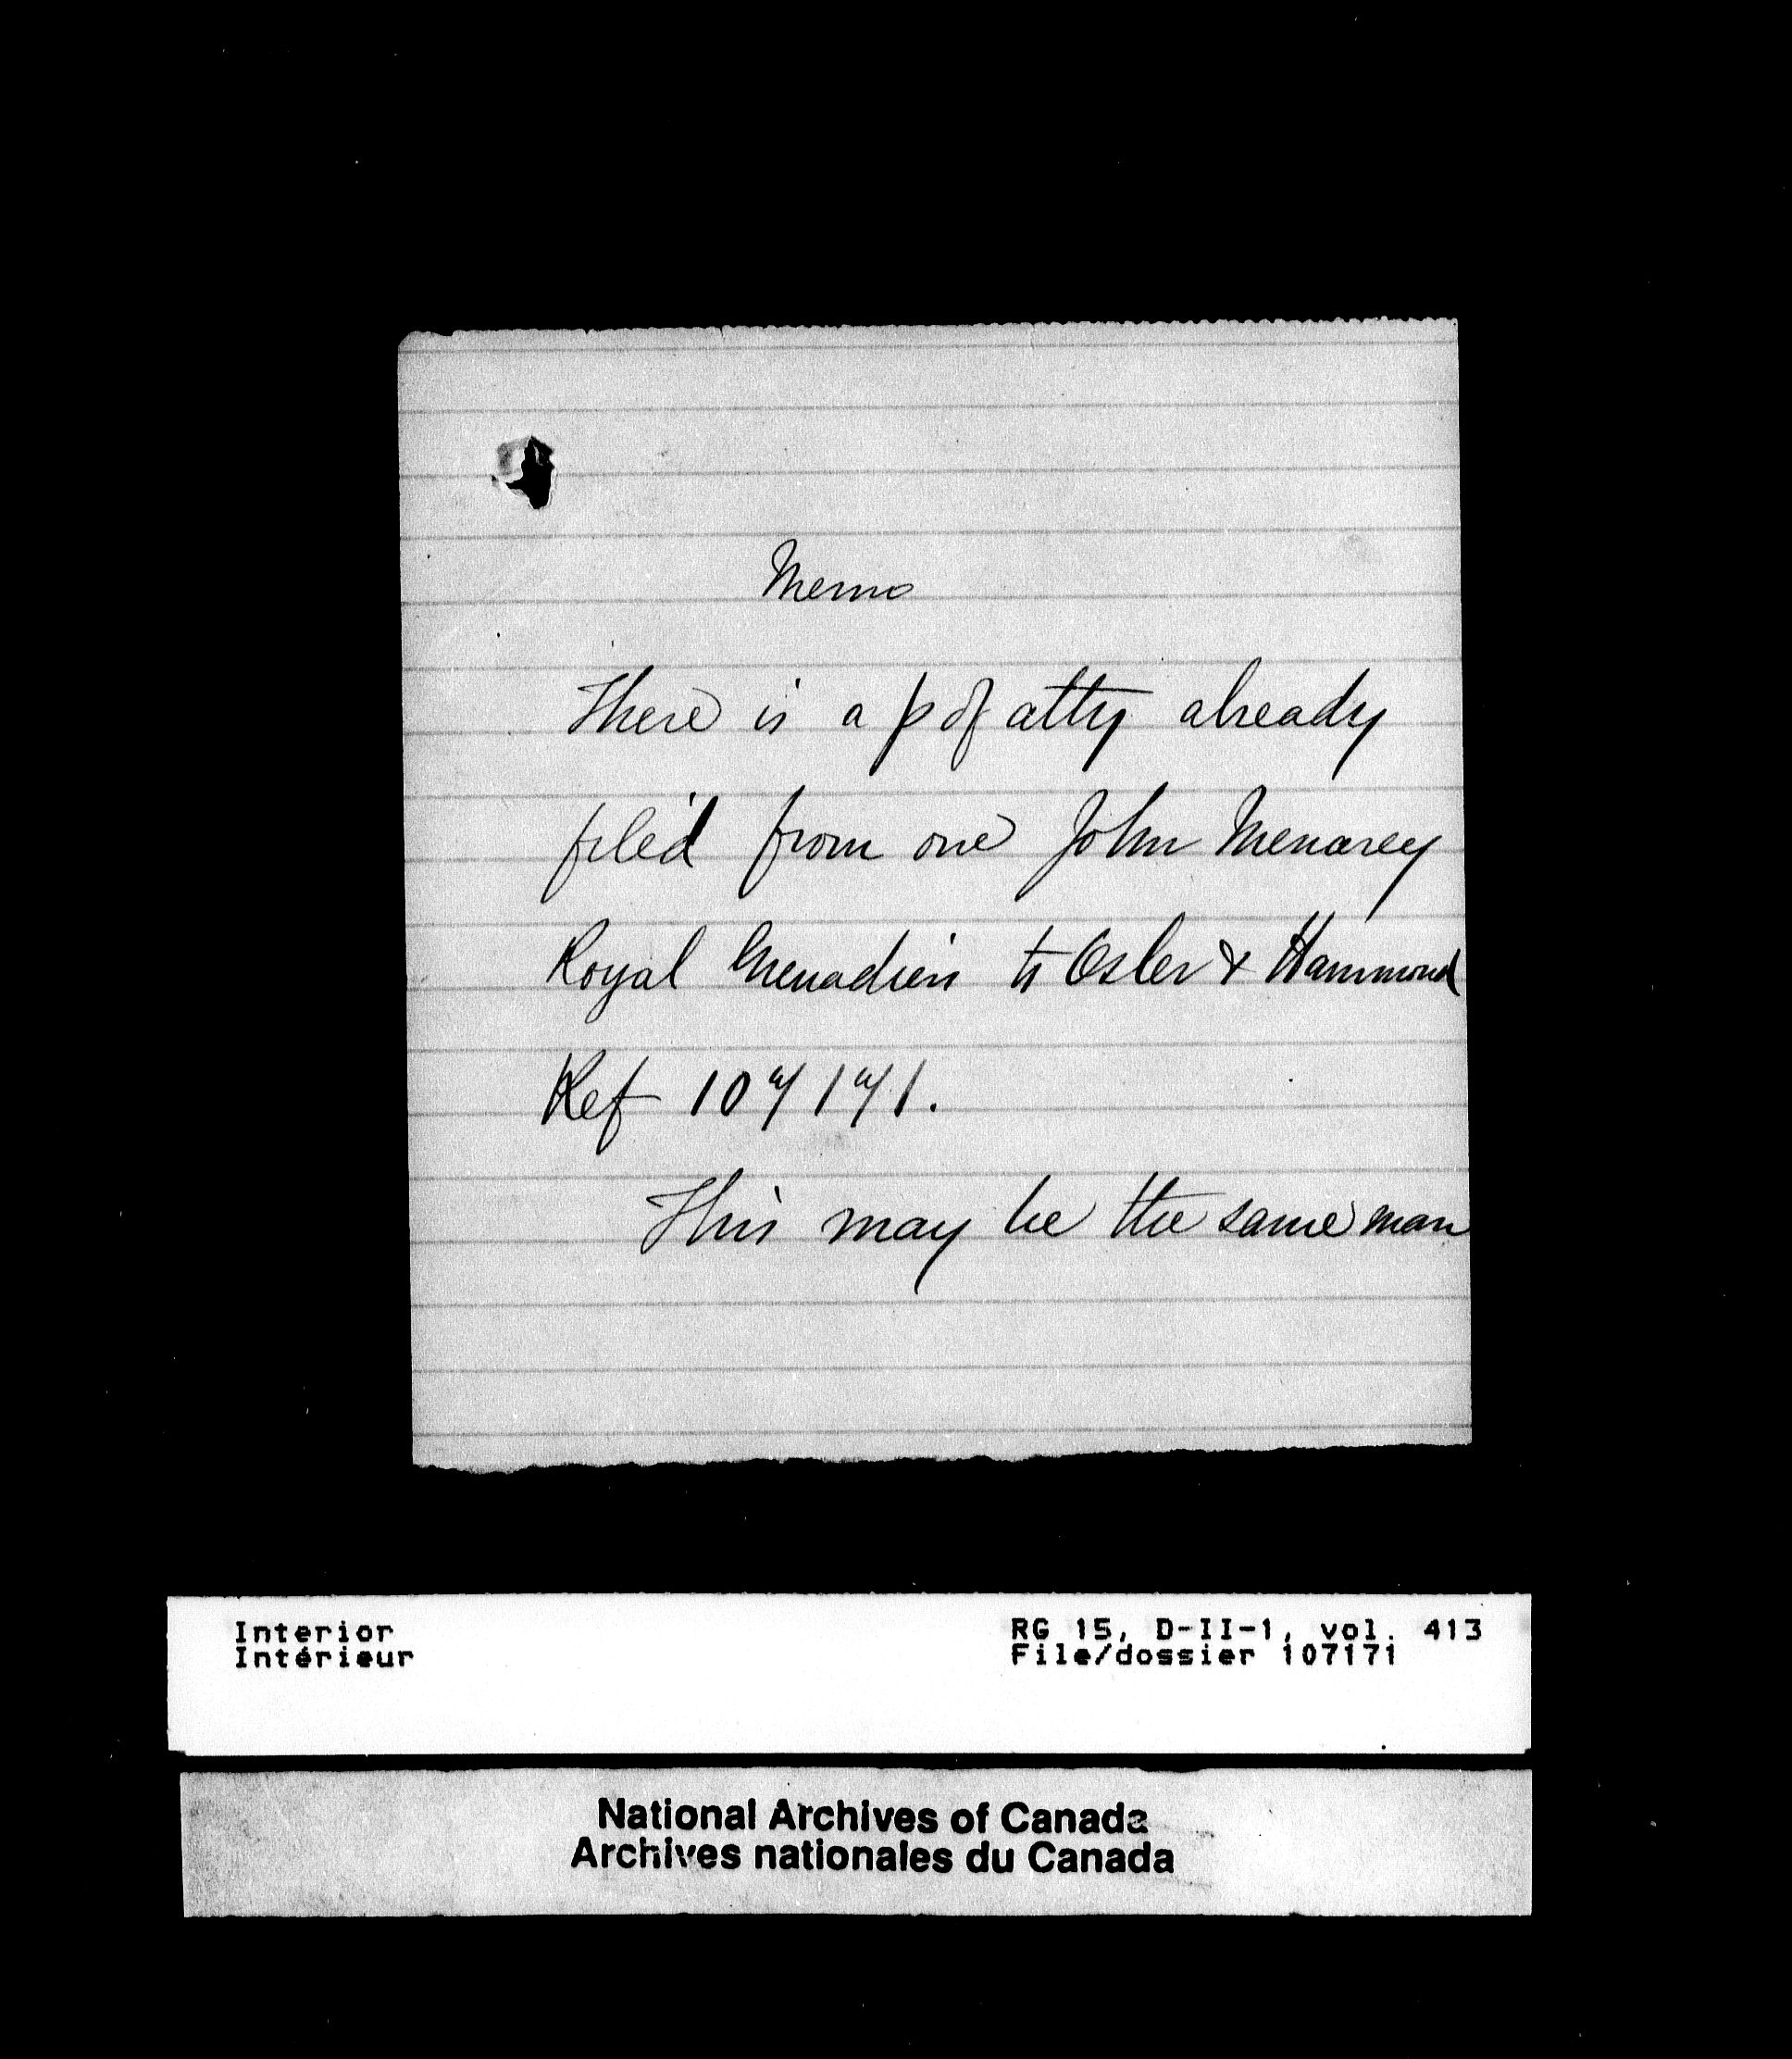 Memo
There is a p of atty already
filed from one John Menarey
Royal Grenadiers to Osler & Hammond
Ref 107171.
This may be the same man
Interior
Intérieur
RG 15, D-II-1, vol. 413
File/dossier 107171
National Archives of Canada
Archives nationales du Canada